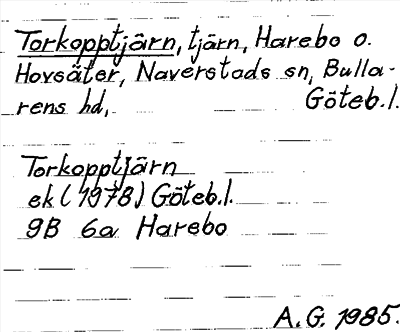 Torkopptjärn, tjärn, Harebo o.
Hovsäter, Naverstads sn, Bulla-
rens hd, Göteb.l.
Torkopptjärn
ek (1978) Göteb.l.
9B 6a Harebo
A.G. 1985.